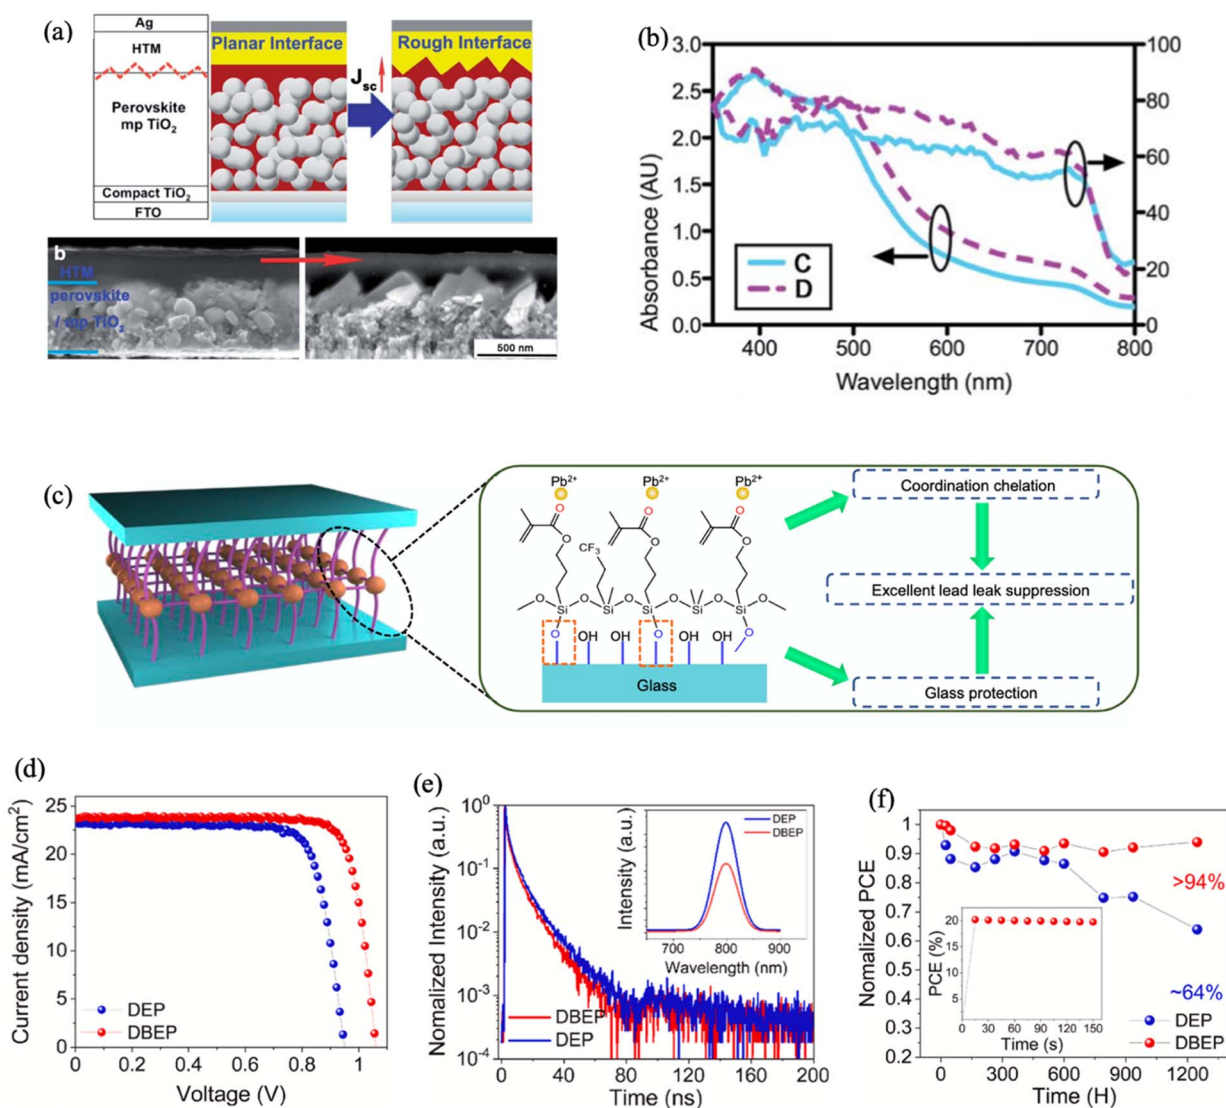 (a)
Ag
HTM
Perovskite
mp TiO2
Compact TiO2
FTO
Planar Interface
Jsc
Rough Interface
b
HTM
perovskite
/ mp TiO2
500 nm
(b)
3.0
2.5
2.0
1.5
1.0
0.5
0.0
Absorbance (AU)
100
80
60
40
20
0
C
D
400
500
600
700
800
Wavelength (nm)
(c)
Pb2+
Pb2+
Pb2+
O
O
O
O
O
O
CF3
O Si O Si O Si O Si O Si O
O
OH
OH
O
OH
OH
O
Glass
Coordination chelation
Excellent lead leak suppression
Glass protection
(d)
25
20
15
10
5
0
Current density (mA/cm2)
DEP
DBEP
0.0
0.2
0.4
0.6
0.8
1
Voltage (V)
(e)
100
10-1
10-2
10-3
10-4
Nomalized Intensity (a.u.)
DBEP
DEP
0
40
80
120
160
200
Time (ns)
Intensity (a.u.)
DEP
DBEP
700
800
900
Wavelength (nm)
(f)
1
0.9
0.8
0.7
0.6
0.5
0.4
0.3
0.2
Nomalized PCE
>94%
~64%
20
15
10
5
PCE (%)
0 30 60 90 120 150
Time (s)
DEP
DBEP
0
300
600
900
1200
Time (H)